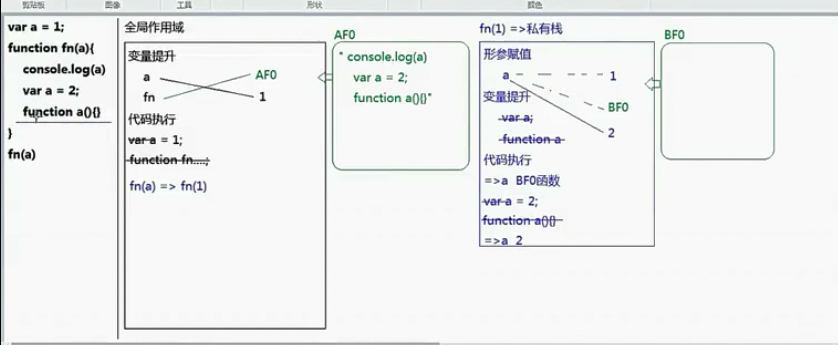 剪贴板
图像
工具
形状
颜色
var a = 1;
function fn(a){
console.log(a)
var a = 2;
function a(){}
}
fn(a)
全局作用域
变量提升
a
fn
AF0
1
代码执行
var a = 1;
function fn....;
fn(a) => fn(1)
AF0
" console.log(a)
var a = 2;
function a(){}"
fn(1) =>私有栈
形参赋值
a
1
变量提升
BF0
var a;
2
function a
代码执行
=>a BF0函数
var a = 2;
function a(){}
=>a 2
BF0